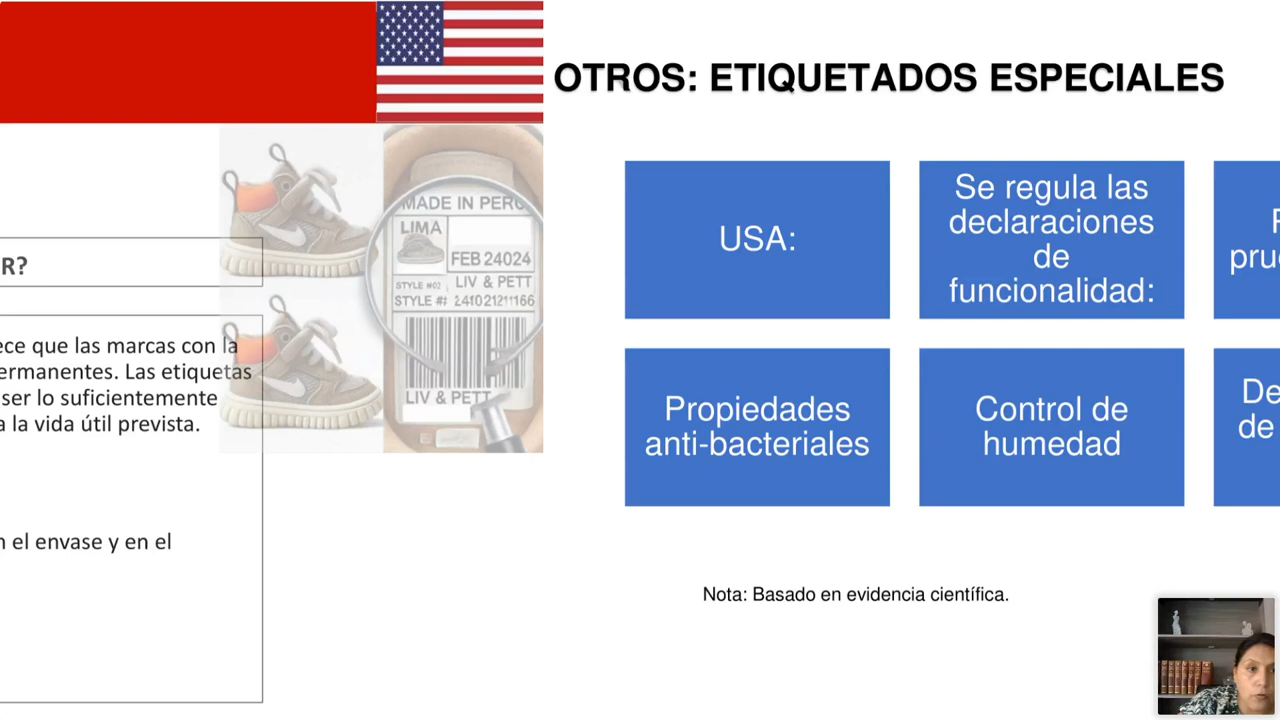 R?
ece que las marcas con la
ermanentes. Las etiquetas
ser lo suficientemente
a la vida útil prevista.
n el envase y en el
MADE IN PERU
LIMA
FEB 24024
STYLE #02
LIV & PETT
STYLE #: 24102121166
LIV & PETT
OTROS: ETIQUETADOS ESPECIALES
USA:
Se regula las
declaraciones
de
funcionalidad:
pru
Propiedades
anti-bacteriales
Control de
humedad
De
de
Nota: Basado en evidencia científica.